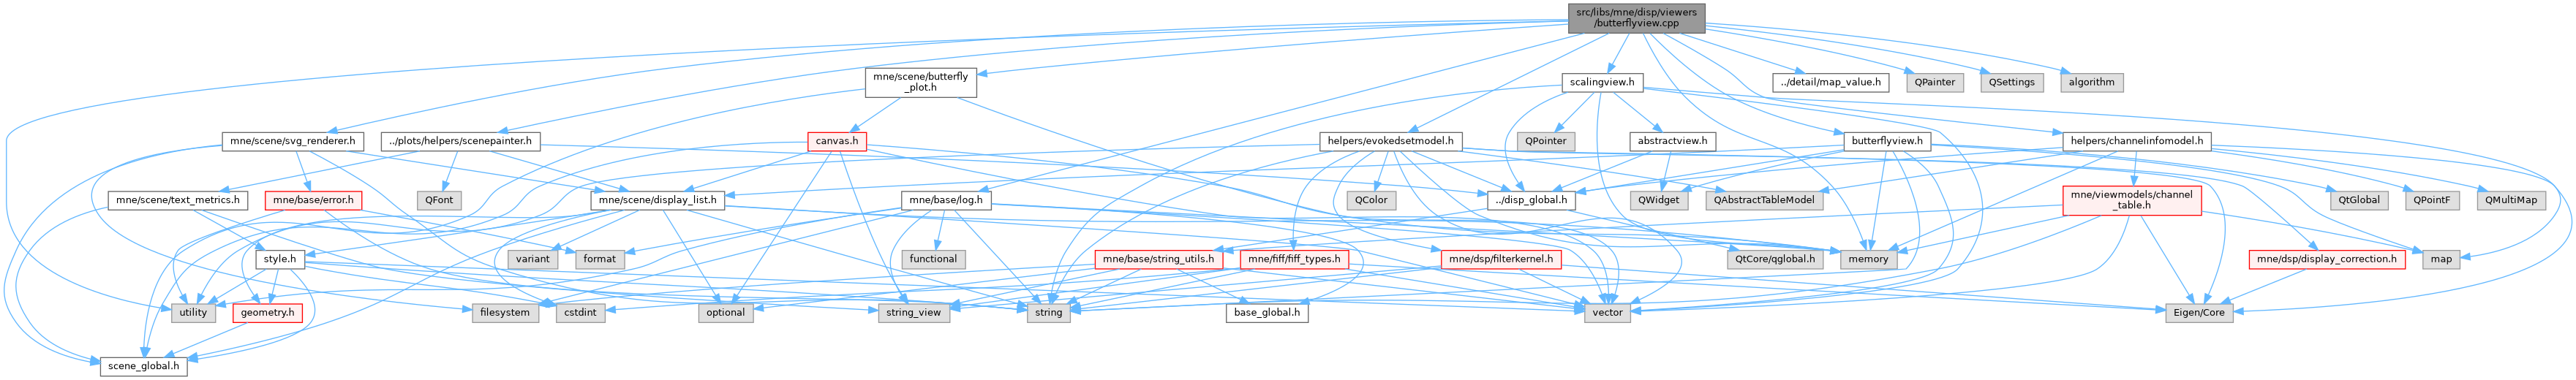 src/libs/mne/disp/viewers
/butterflyview.cpp
mne/scene/butterfly
_plot.h
scalingview.h
../detail/map_value.h
QPainter
QSettings
algorithm
mne/scene/svg_renderer.h
../plots/helpers/scenepainter.h
canvas.h
QPointer
helpers/evokedsetmodel.h
abstractview.h
butterflyview.h
helpers/channelinfomodel.h
mne/scene/text_metrics.h
mne/base/error.h
QFont
mne/scene/display_list.h
mne/base/log.h
QColor
../disp_global.h
QWidget
QAbstractTableModel
mne/viewmodels/channel
_table.h
QtGlobal
QPointF
QMultiMap
style.h
variant
format
functional
mne/base/string_utils.h
mne/fiff/fiff_types.h
mne/dsp/filterkernel.h
QtCore/qglobal.h
memory
mne/dsp/display_correction.h
map
utility
geometry.h
filesystem
cstdint
optional
string_view
string
base_global.h
vector
Eigen/Core
scene_global.h